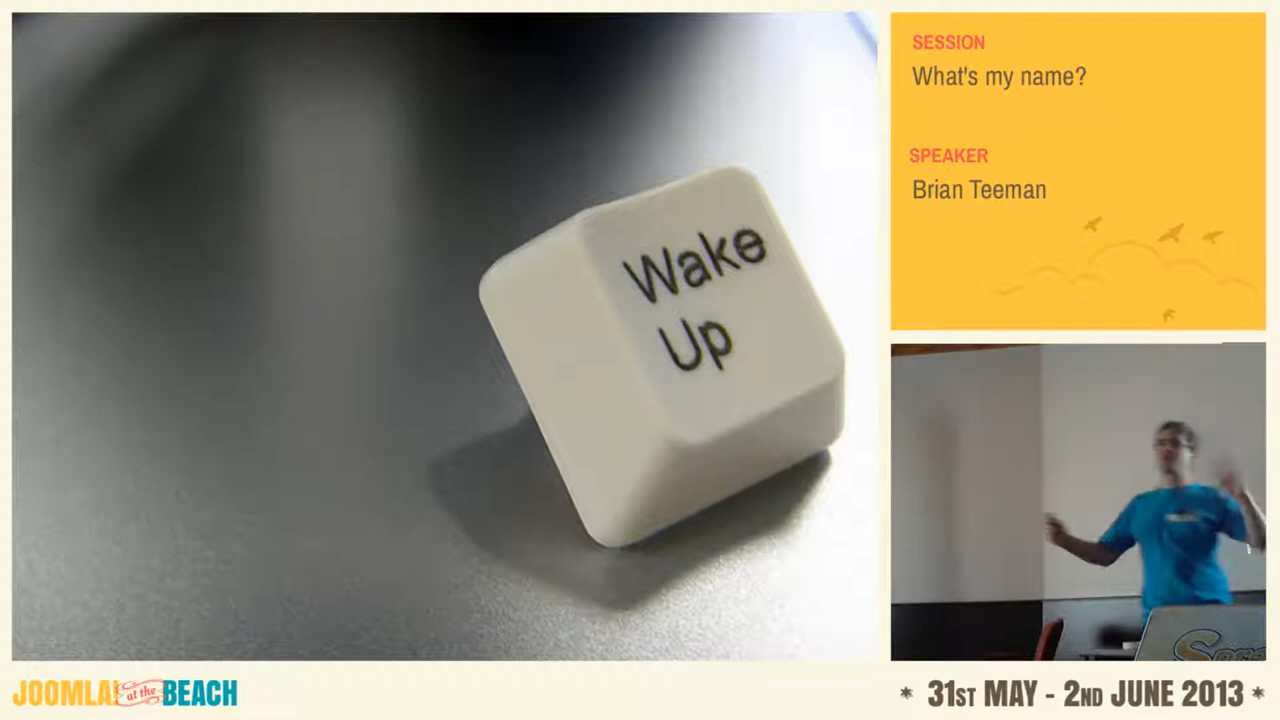 Wake
Up
SESSION
What's my name?
SPEAKER
Brian Teeman
JOOMLA! at the BEACH
* 31ST MAY - 2ND JUNE 2013 *